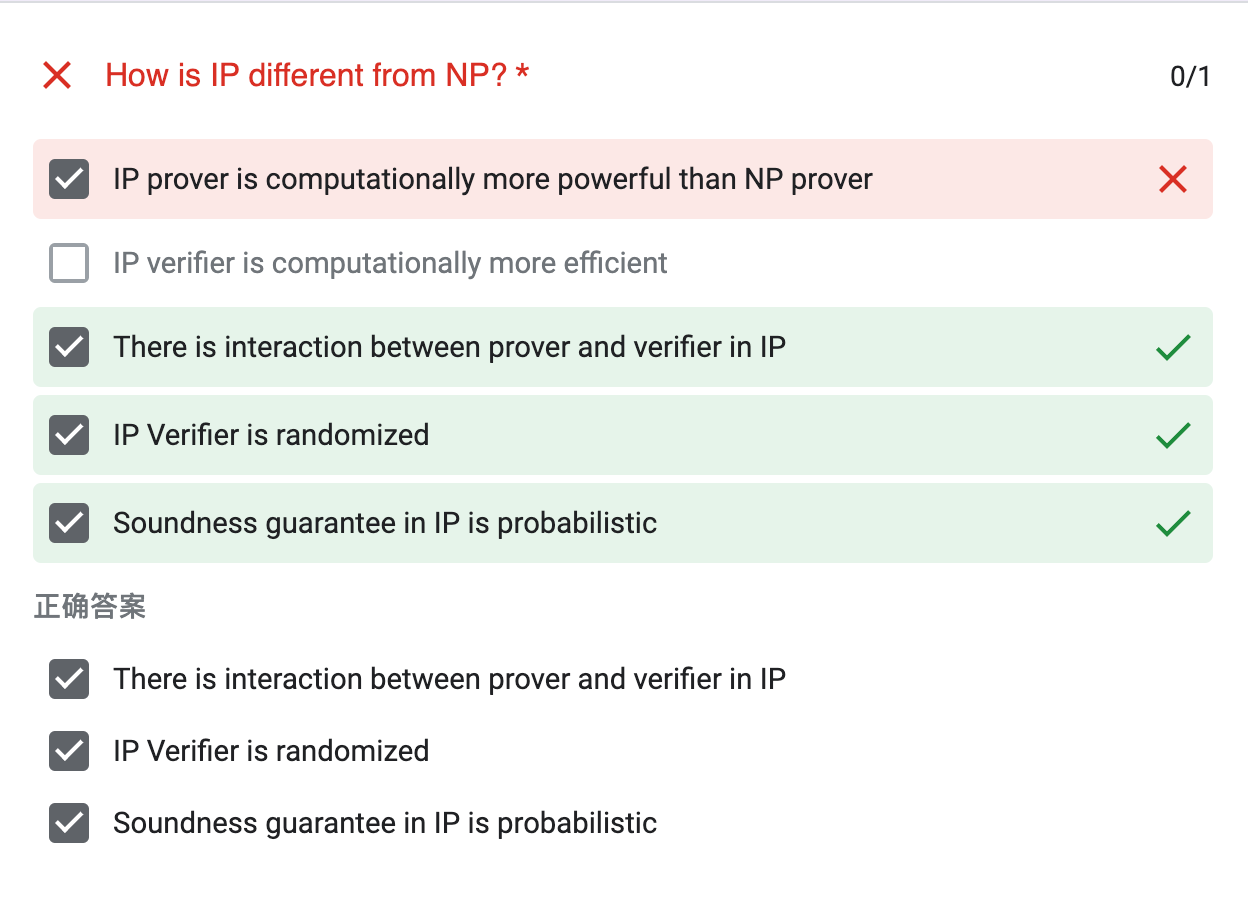 How is IP different from NP? *
0/1
IP prover is computationally more powerful than NP prover
IP verifier is computationally more efficient
There is interaction between prover and verifier in IP
IP Verifier is randomized
Soundness guarantee in IP is probabilistic
正确答案
There is interaction between prover and verifier in IP
IP Verifier is randomized
Soundness guarantee in IP is probabilistic